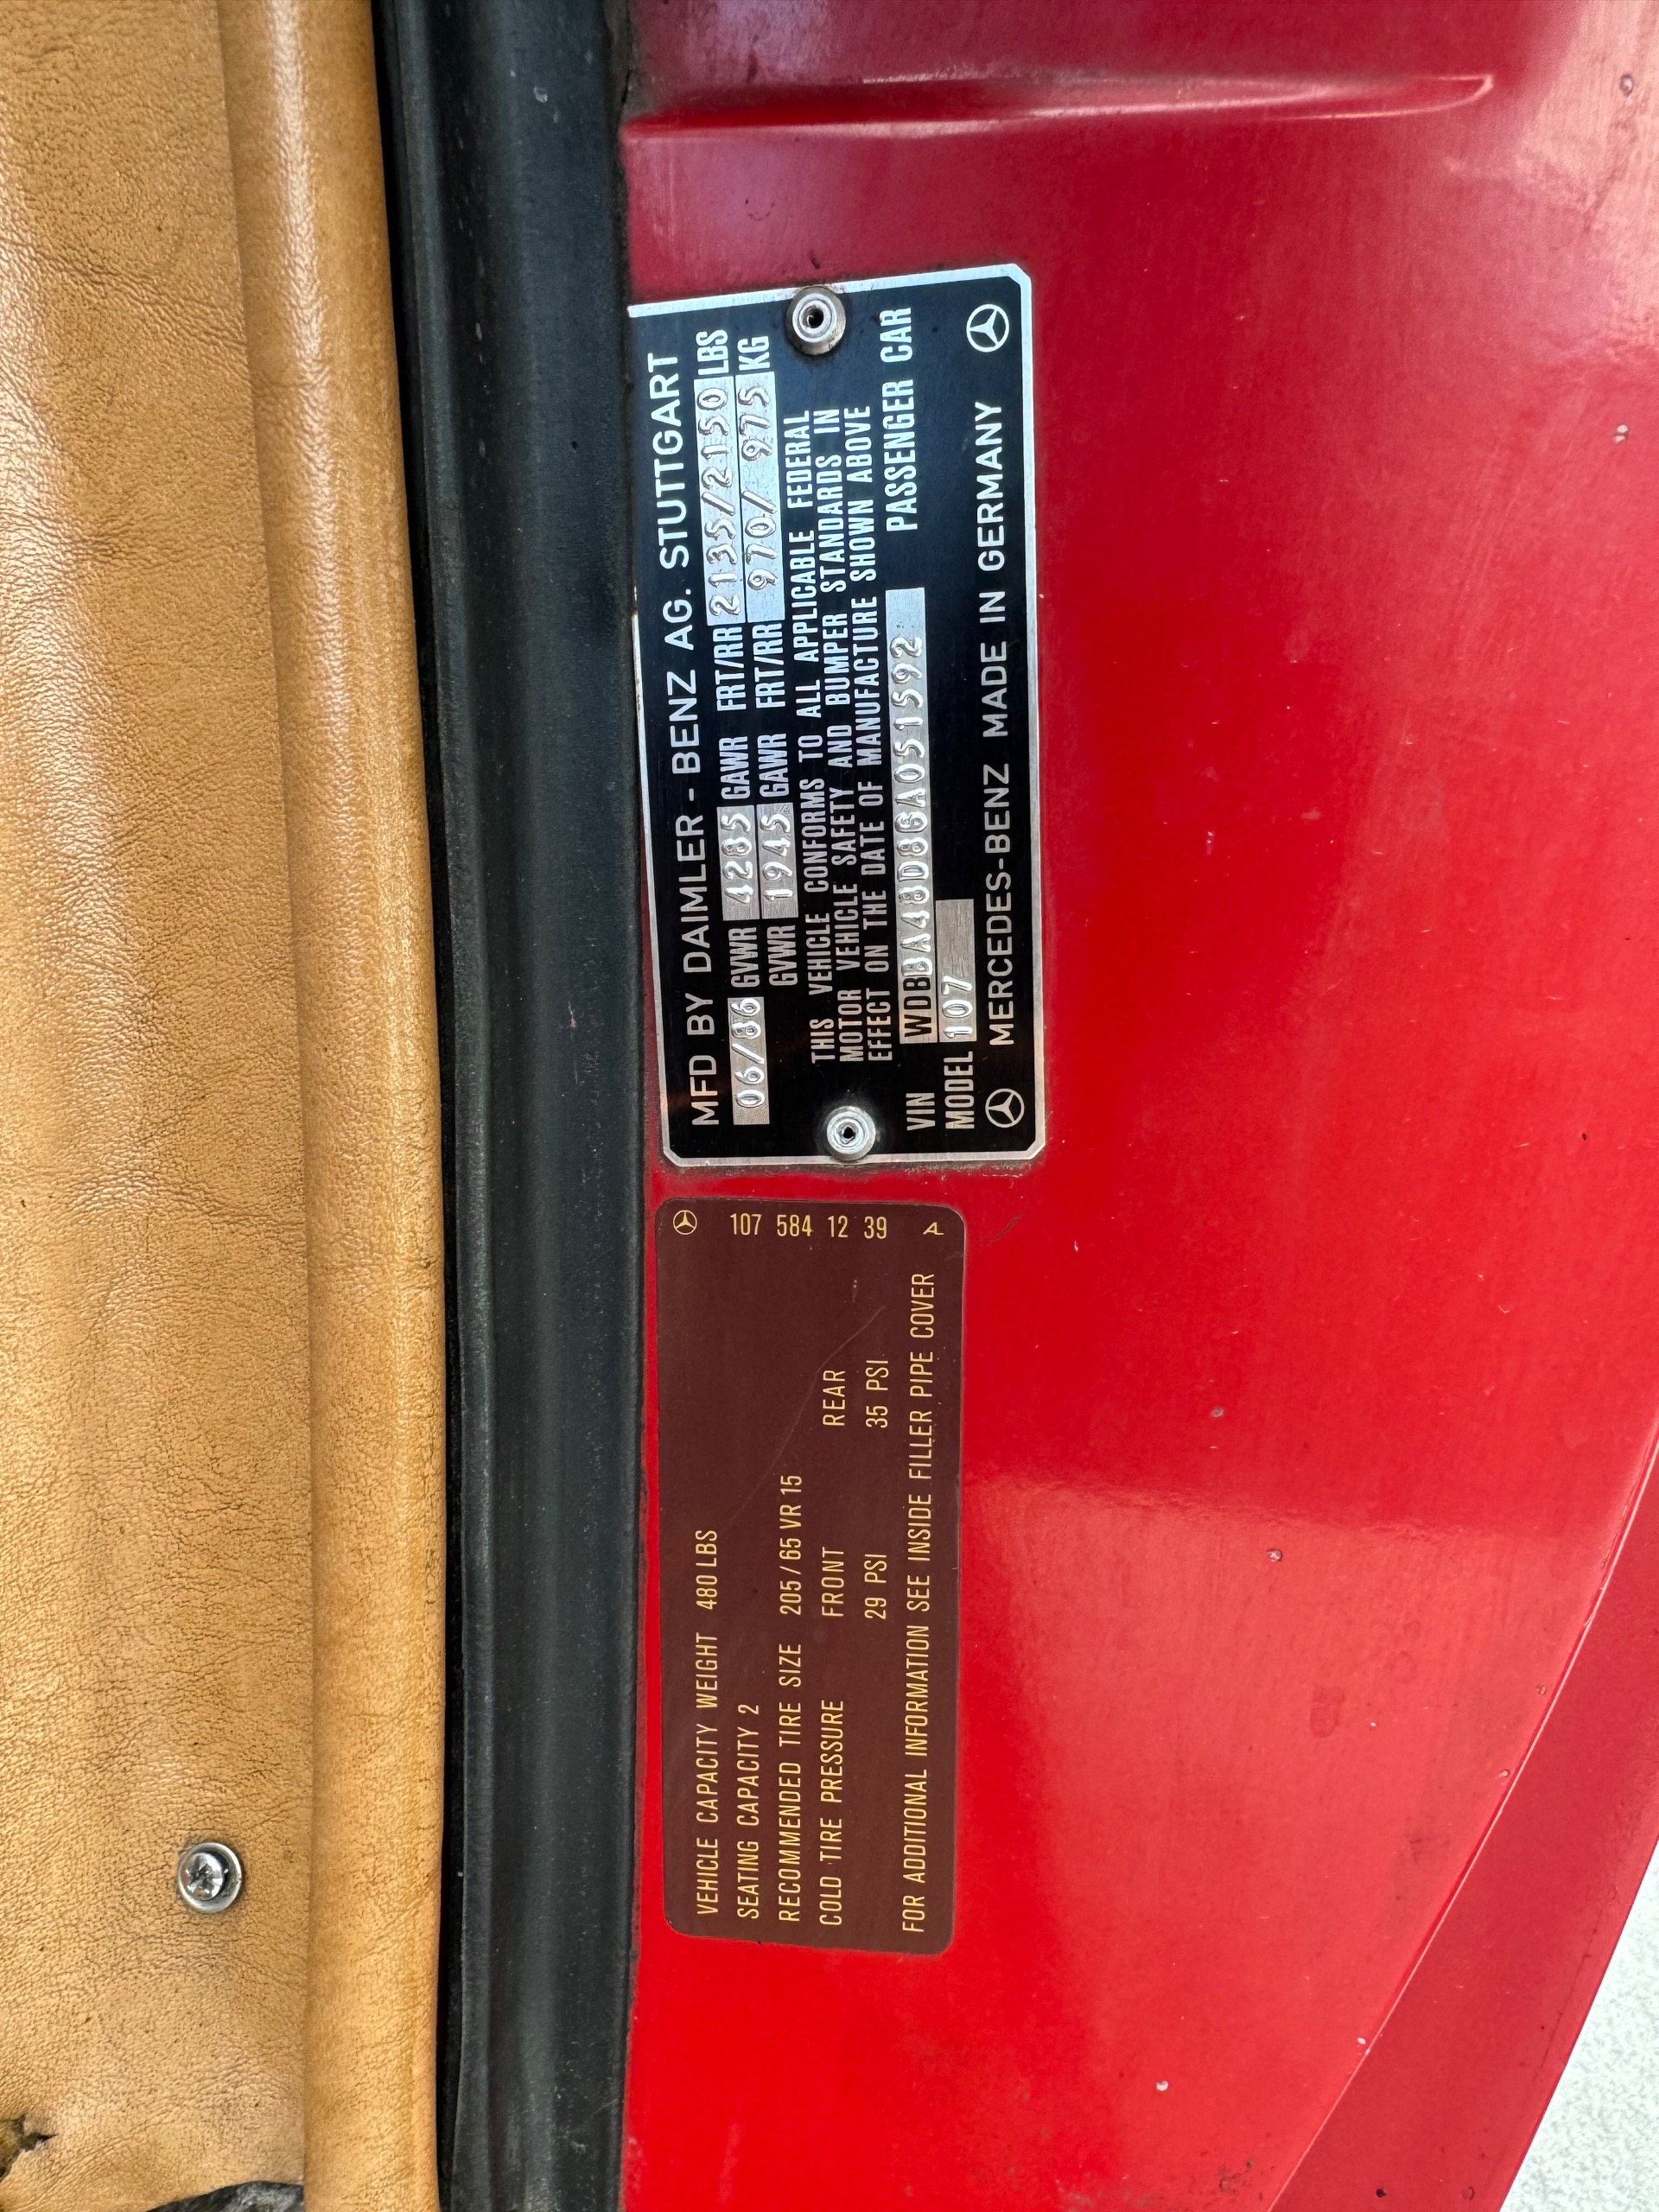 MFD BY DAIMLER - BENZ AG. STUTTGART
06/86 GVWR 4285 GAWR FRT/RR 2135/2150 LBS
GVWR 1945 GAWR FRT/RR 970/ 975 KG
THIS VEHICLE CONFORMS TO ALL APPLICABLE FEDERAL
MOTOR VEHICLE SAFETY AND BUMPER STANDARDS IN
EFFECT ON THE DATE OF MANUFACTURE SHOWN ABOVE
VIN WDBBA48D8GA051592 PASSENGER CAR
MODEL 107
MERCEDES-BENZ MADE IN GERMANY
VEHICLE CAPACITY WEIGHT 480 LBS
SEATING CAPACITY 2
RECOMMENDED TIRE SIZE 205/65 VR 15
COLD TIRE PRESSURE FRONT REAR
29 PSI 35 PSI
FOR ADDITIONAL INFORMATION SEE INSIDE FILLER PIPE COVER
107 584 12 39 A